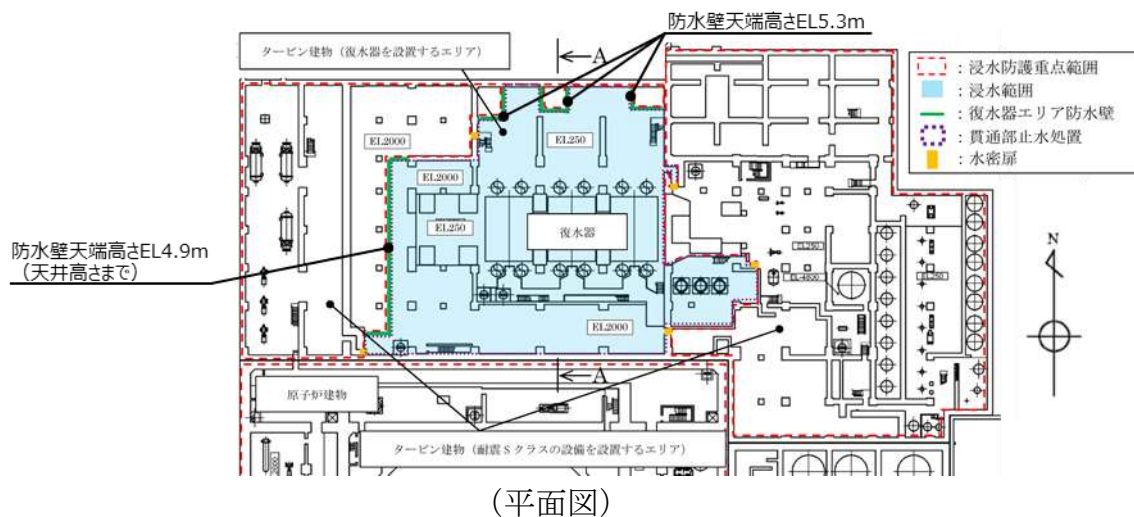 防水壁天端高さEL5.3m
タービン建物（復水器を設置するエリア）
A
：浸水防護重点範囲
：浸水範囲
：復水器エリア防水壁
：貫通部止水処置
：水密扉
EL2000
EL250
EL2000
EL250
復水器
防水壁天端高さEL4.9m
（天井高さまで）
EL250
EL250
N
EL2000
A
原子炉建物
タービン建物（耐震Sクラスの設備を設置するエリア）
（平面図）